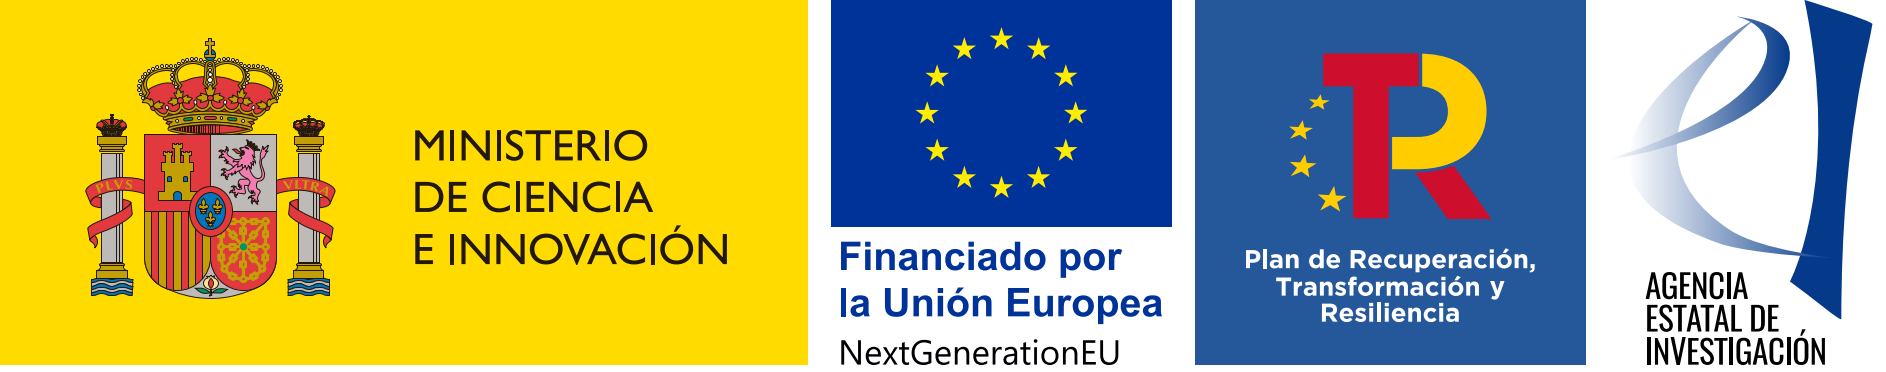 PLVS
VLTRA
MINISTERIO
DE CIENCIA
E INNOVACIÓN
Financiado por
la Unión Europea
NextGenerationEU
TR
Plan de Recuperación,
Transformación y
Resiliencia
AGENCIA
ESTATAL DE
INVESTIGACIÓN